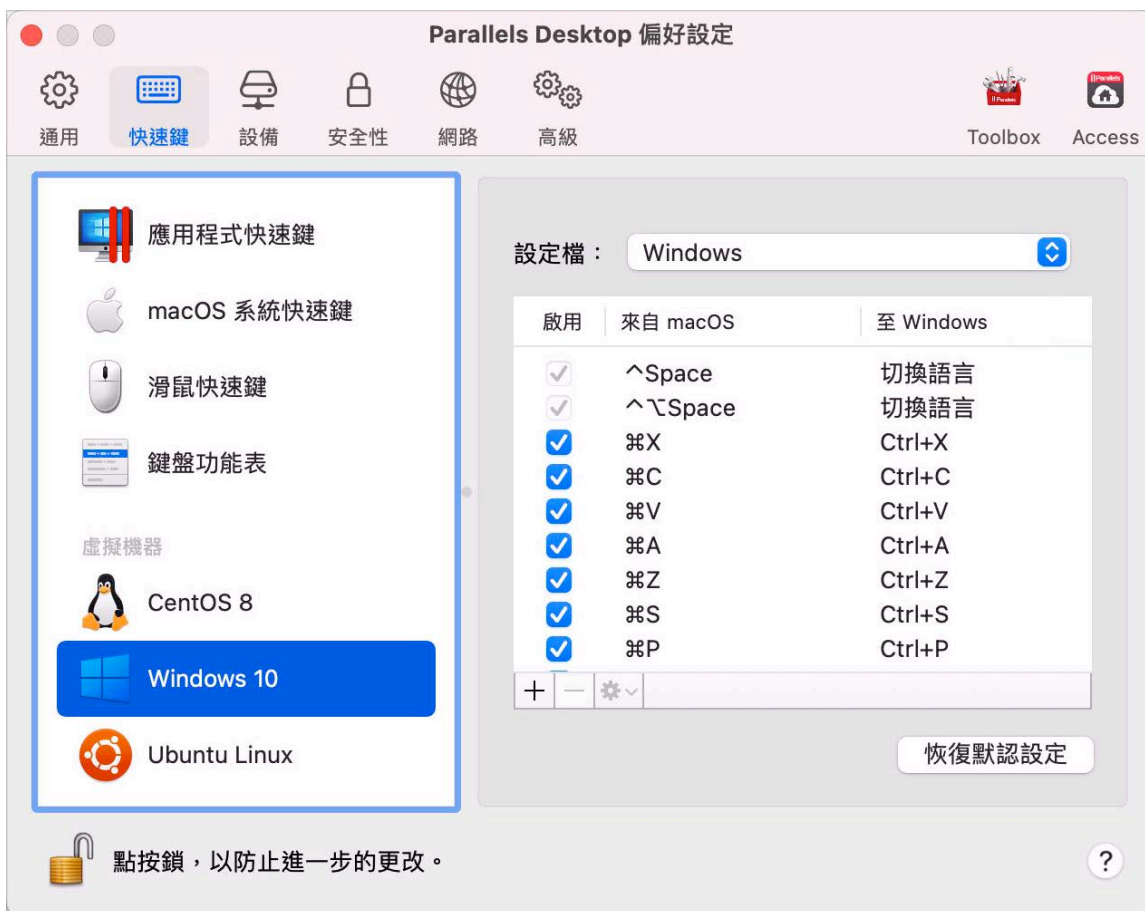 Parallels Desktop 偏好設定
通用 快速鍵 設備 安全性 網路 高級 Toolbox Access
應用程式快速鍵
macOS 系統快速鍵
滑鼠快速鍵
鍵盤功能表
虛擬機器
CentOS 8
Windows 10
Ubuntu Linux
設定檔： Windows
啟用 來自 macOS 至 Windows
^Space 切換語言
^⌥Space 切換語言
⌘X Ctrl+X
⌘C Ctrl+C
⌘V Ctrl+V
⌘A Ctrl+A
⌘Z Ctrl+Z
⌘S Ctrl+S
⌘P Ctrl+P
恢復默認設定
點按鎖，以防止進一步的更改。
?